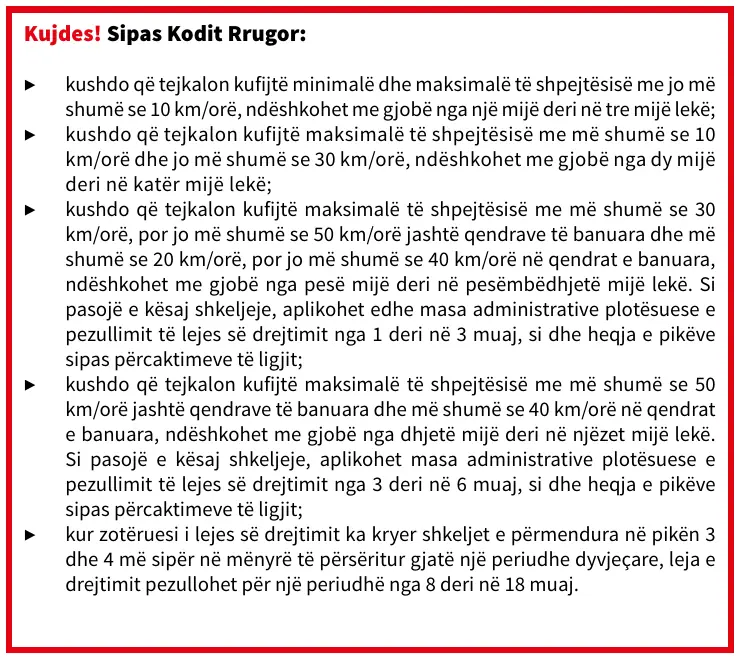 Kujdes! Sipas Kodit Rrugor:
► kushdo që tejkalon kufijtë minimalë dhe maksimalë të shpejtësisë me jo më
shumë se 10 km/orë, ndëshkohet me gjobë nga një mijë deri në tre mijë lekë;
► kushdo që tejkalon kufijtë maksimalë të shpejtësisë me më shumë se 10
km/orë dhe jo më shumë se 30 km/orë, ndëshkohet me gjobë nga dy mijë
deri në katër mijë lekë;
► kushdo që tejkalon kufijtë maksimalë të shpejtësisë me më shumë se 30
km/orë, por jo më shumë se 50 km/orë jashtë qendrave të banuara dhe më
shumë se 20 km/orë, por jo më shumë se 40 km/orë në qendrat e banuara,
ndëshkohet me gjobë nga pesë mijë deri në pesëmbëdhjetë mijë lekë. Si
pasojë e kësaj shkeljeje, aplikohet edhe masa administrative plotësuese e
pezullimit të lejes së drejtimit nga 1 deri në 3 muaj, si dhe heqja e pikëve
sipas përcaktimeve të ligjit;
► kushdo që tejkalon kufijtë maksimalë të shpejtësisë me më shumë se 50
km/orë jashtë qendrave të banuara dhe më shumë se 40 km/orë në qendrat
e banuara, ndëshkohet me gjobë nga dhjetë mijë deri në njëzet mijë lekë.
Si pasojë e kësaj shkeljeje, aplikohet masa administrative plotësuese e
pezullimit të lejes së drejtimit nga 3 deri në 6 muaj, si dhe heqja e pikëve
sipas përcaktimeve të ligjit;
► kur zotëruesi i lejes së drejtimit ka kryer shkeljet e përmendura në pikën 3
dhe 4 më sipër në mënyrë të përsëritur gjatë një periudhe dyvjeçare, leja e
drejtimit pezullohet për një periudhë nga 8 deri në 18 muaj.